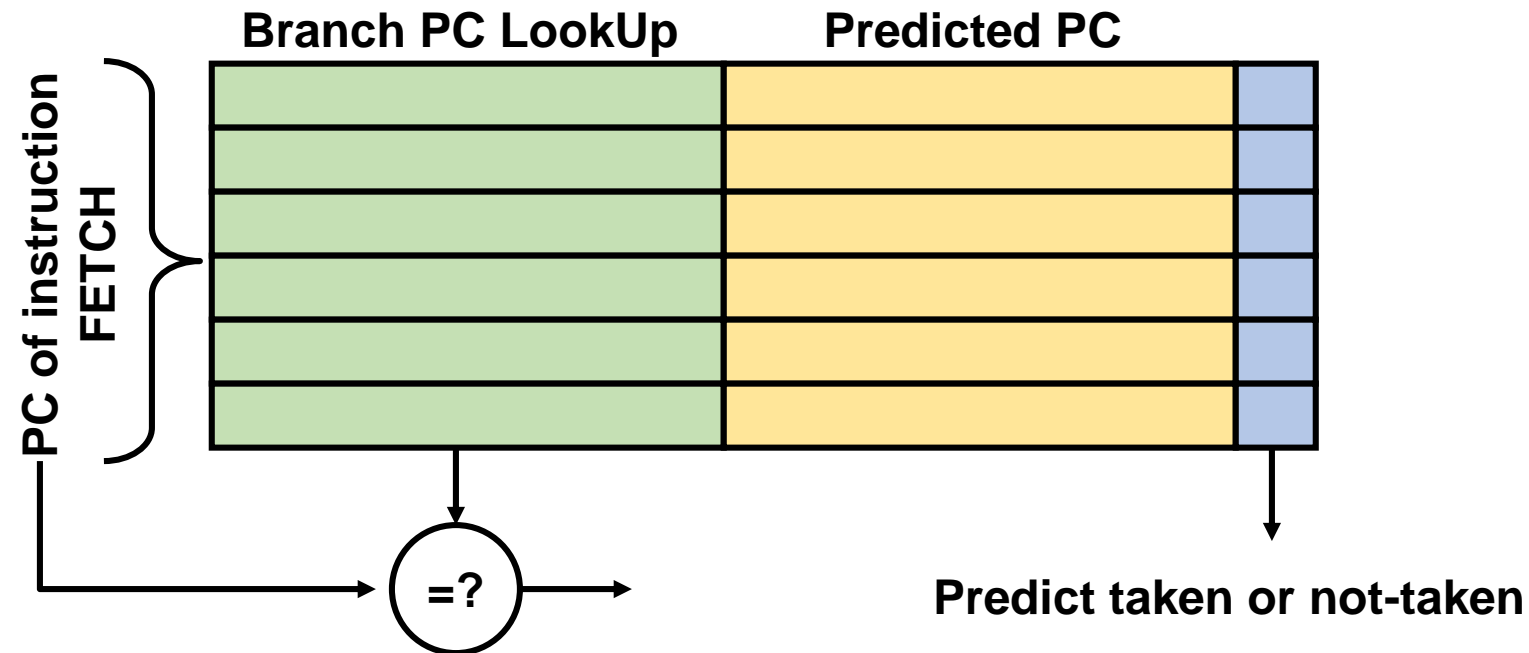 Branch PC LookUp
Predicted PC
PC of instruction
FETCH
=?
Predict taken or not-taken